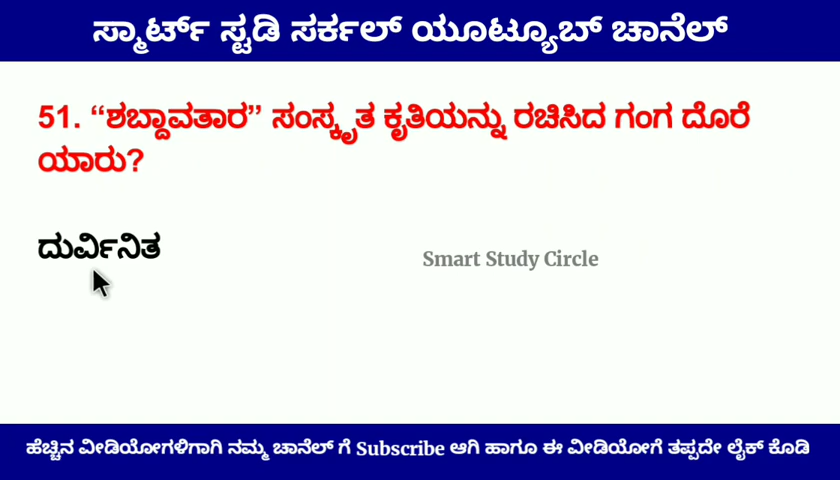 ಸ್ಮಾರ್ಟ್ ಸ್ಟಡಿ ಸರ್ಕಲ್ ಯೂಟ್ಯೂಬ್ ಚಾನೆಲ್
51. “ಶಬ್ದಾವತಾರ” ಸಂಸ್ಕೃತ ಕೃತಿಯನ್ನು ರಚಿಸಿದ ಗಂಗ ದೊರೆ
ಯಾರು?
ದುರ್ವಿನಿತ
Smart Study Circle
ಹೆಚ್ಚಿನ ವೀಡಿಯೋಗಳಿಗಾಗಿ ನಮ್ಮ ಚಾನೆಲ್ ಗೆ Subscribe ಆಗಿ ಹಾಗೂ ಈ ವೀಡಿಯೋಗೆ ತಪ್ಪದೇ ಲೈಕ್ ಕೊಡಿ